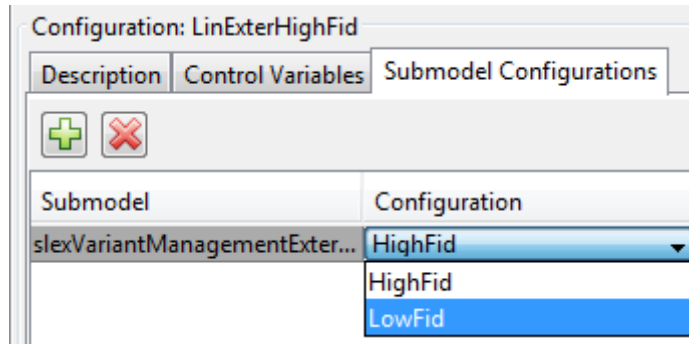 Configuration: LinExterHighFid
Description Control Variables Submodel Configurations
Submodel Configuration
slexVariantManagementExter... HighFid
HighFid
LowFid